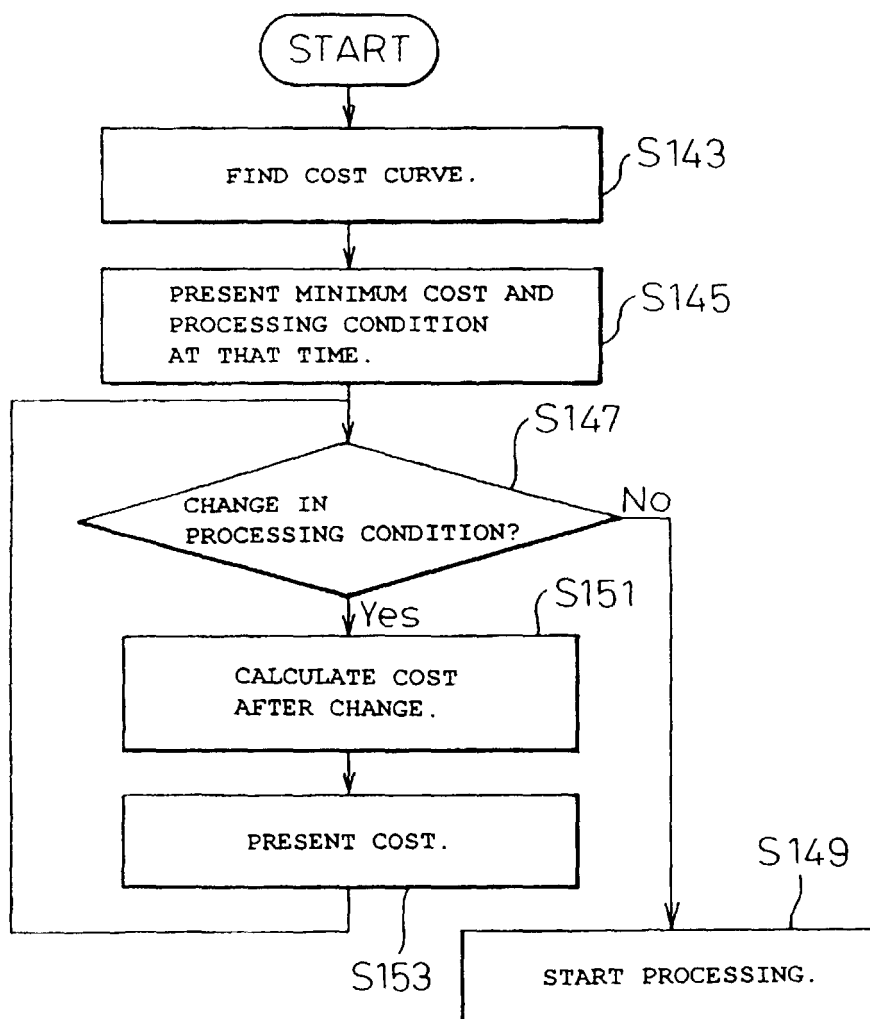 START
FIND COST CURVE.
S143
PRESENT MINIMUM COST AND
PROCESSING CONDITION
AT THAT TIME.
S145
S147
CHANGE IN
PROCESSING CONDITION?
No
Yes
S151
CALCULATE COST
AFTER CHANGE.
PRESENT COST.
S153
S149
START PROCESSING.